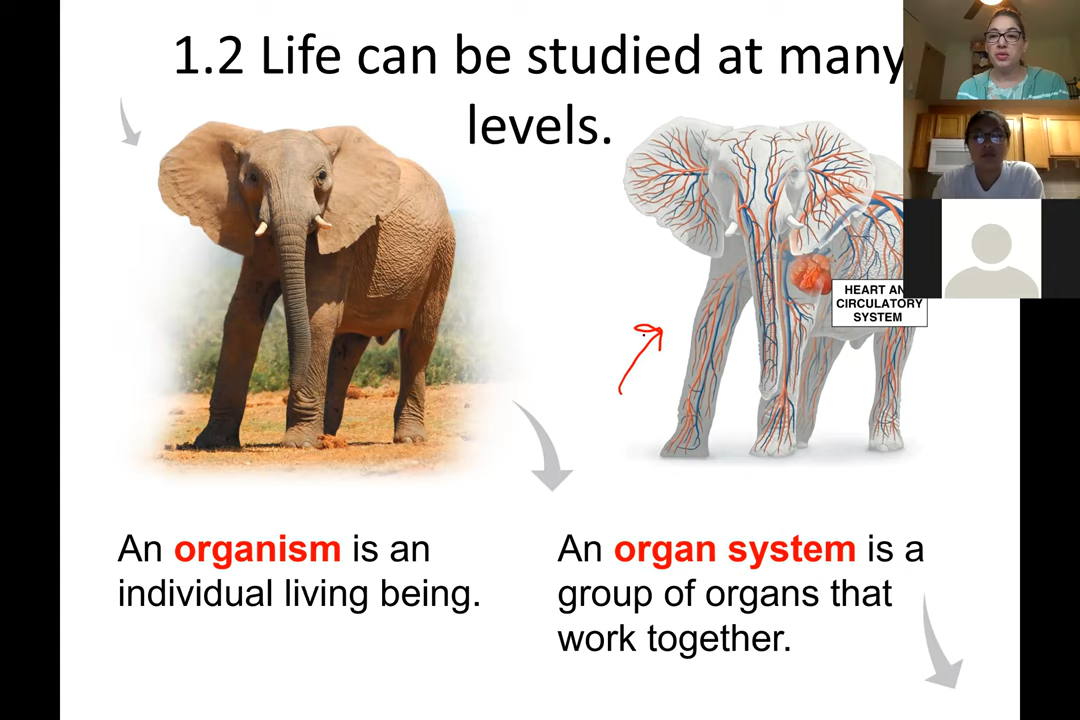 1.2 Life can be studied at many
levels.
HEART AN
CIRCULATORY
SYSTEM
An organism is an
individual living being.
An organ system is a
group of organs that
work together.